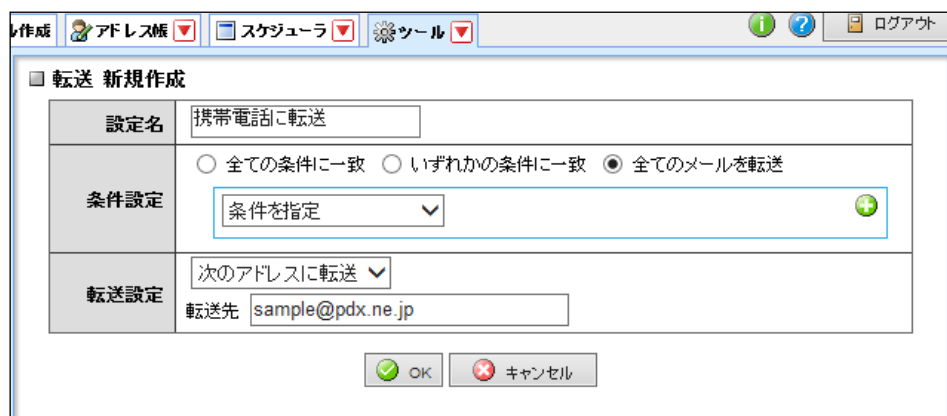 ル作成 アドレス帳 スケジューラ ツール ログアウト
転送 新規作成
設定名 携帯電話に転送
全ての条件に一致 いずれかの条件に一致 全てのメールを転送
条件設定
条件を指定
次のアドレスに転送
転送設定
転送先 sample@pdx.ne.jp
OK キャンセル